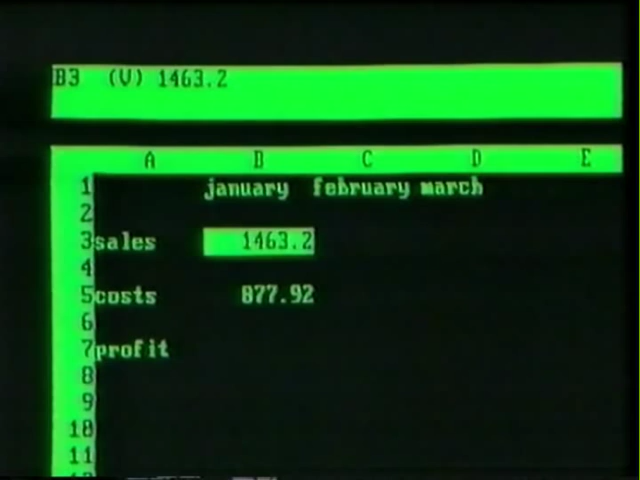 B3 (V) 1463.2
A B C D E
1 january february march
2
3 sales 1463.2
4
5 costs 877.92
6
7 profit
8
9
10
11